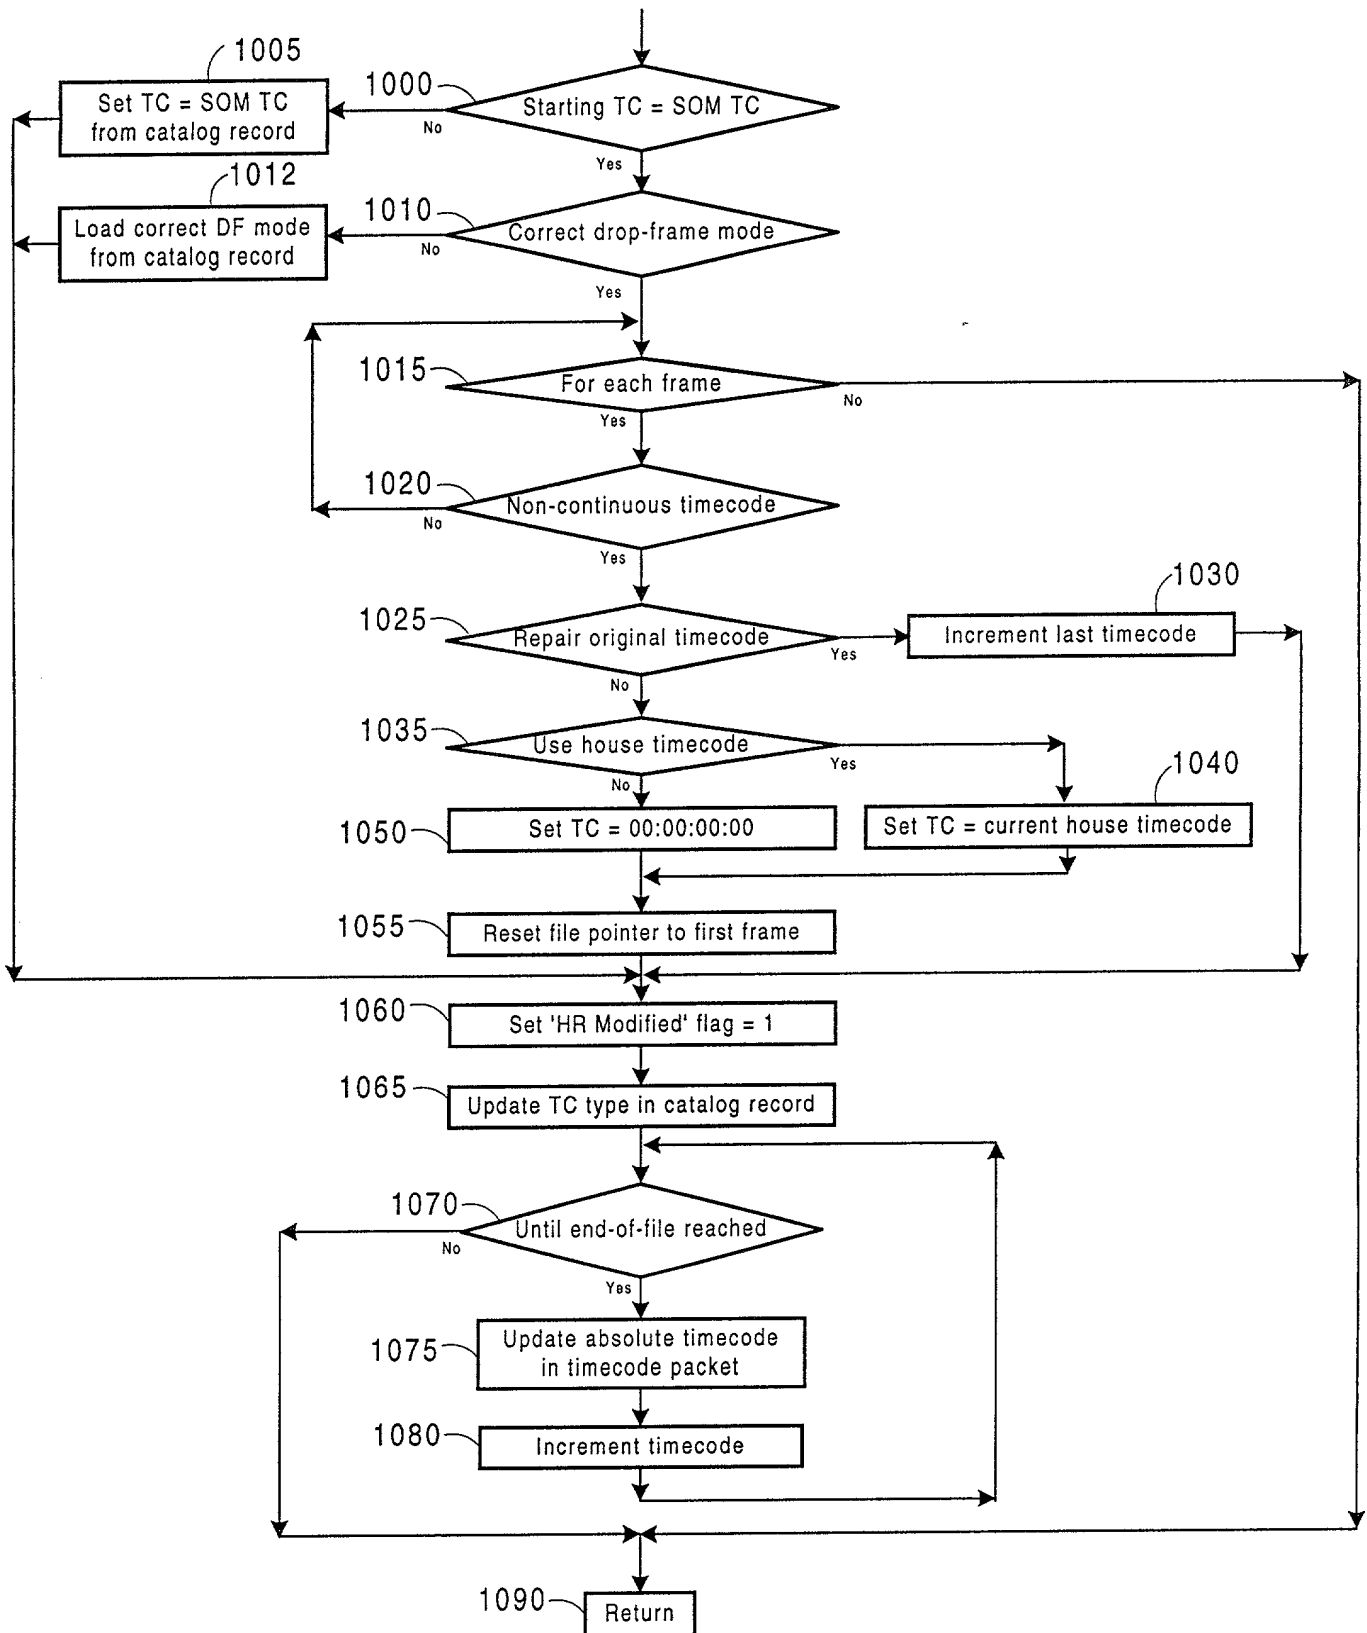 1005
Set TC = SOM TC
from catalog record
1000
Starting TC = SOM TC
No
Yes
1012
Load correct DF mode
from catalog record
1010
Correct drop-frame mode
No
Yes
1015
For each frame
No
Yes
1020
Non-continuous timecode
No
Yes
1025
Repair original timecode
Yes
No
1030
Increment last timecode
1035
Use house timecode
Yes
No
1040
Set TC = current house timecode
1050
Set TC = 00:00:00:00
1055
Reset file pointer to first frame
1060
Set 'HR Modified' flag = 1
1065
Update TC type in catalog record
1070
Until end-of-file reached
No
Yes
1075
Update absolute timecode
in timecode packet
1080
Increment timecode
1090
Return